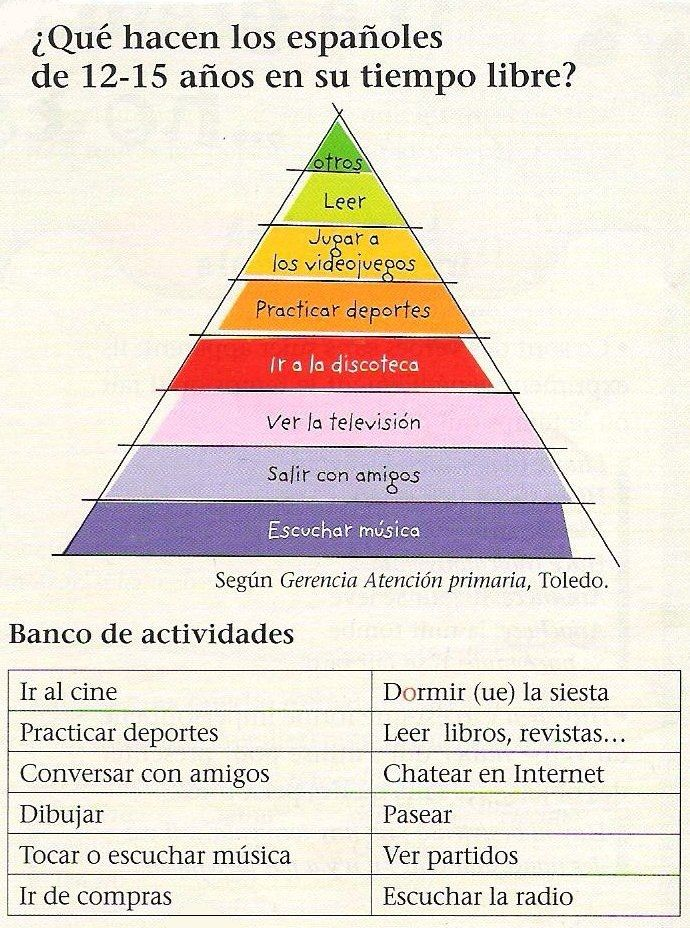 ¿Qué hacen los españoles
de 12-15 años en su tiempo libre?
otros
Leer
Jugar a
los videojuegos
Practicar deportes
Ir a la discoteca
Ver la televisión
Salir con amigos
Escuchar música
Según Gerencia Atención primaria, Toledo.
Banco de actividades
Ir al cine
Dormir (ue) la siesta
Practicar deportes
Leer libros, revistas...
Conversar con amigos
Chatear en Internet
Dibujar
Pasear
Tocar o escuchar música
Ver partidos
Ir de compras
Escuchar la radio